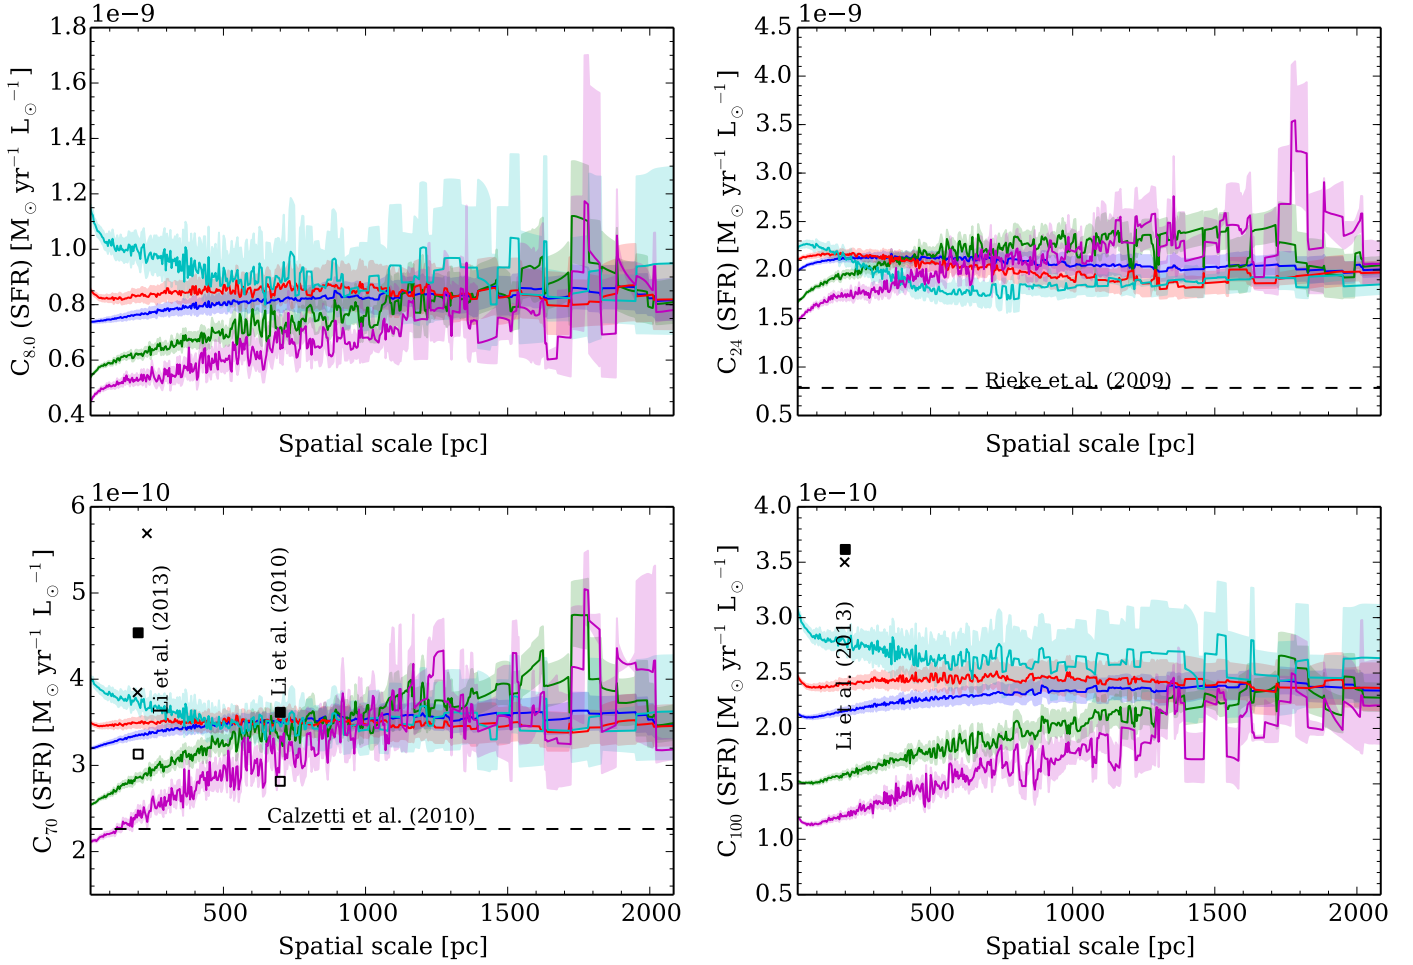 1e−9
1.8
1.6
1.4
1.2
1.0
0.8
0.6
0.4
C8.0 (SFR) [M⊙ yr−1 L⊙−1]
Spatial scale [pc]
1e−9
4.5
4.0
3.5
3.0
2.5
2.0
1.5
1.0
0.5
C24 (SFR) [M⊙ yr−1 L⊙−1]
Rieke et al. (2009)
Spatial scale [pc]
1e−10
6
5
4
3
2
C70 (SFR) [M⊙ yr−1 L⊙−1]
Li et al. (2013)
Li et al. (2010)
Calzetti et al. (2010)
500 1000 1500 2000
Spatial scale [pc]
1e−10
4.0
3.5
3.0
2.5
2.0
1.5
1.0
0.5
C100 (SFR) [M⊙ yr−1 L⊙−1]
Li et al. (2013)
500 1000 1500 2000
Spatial scale [pc]